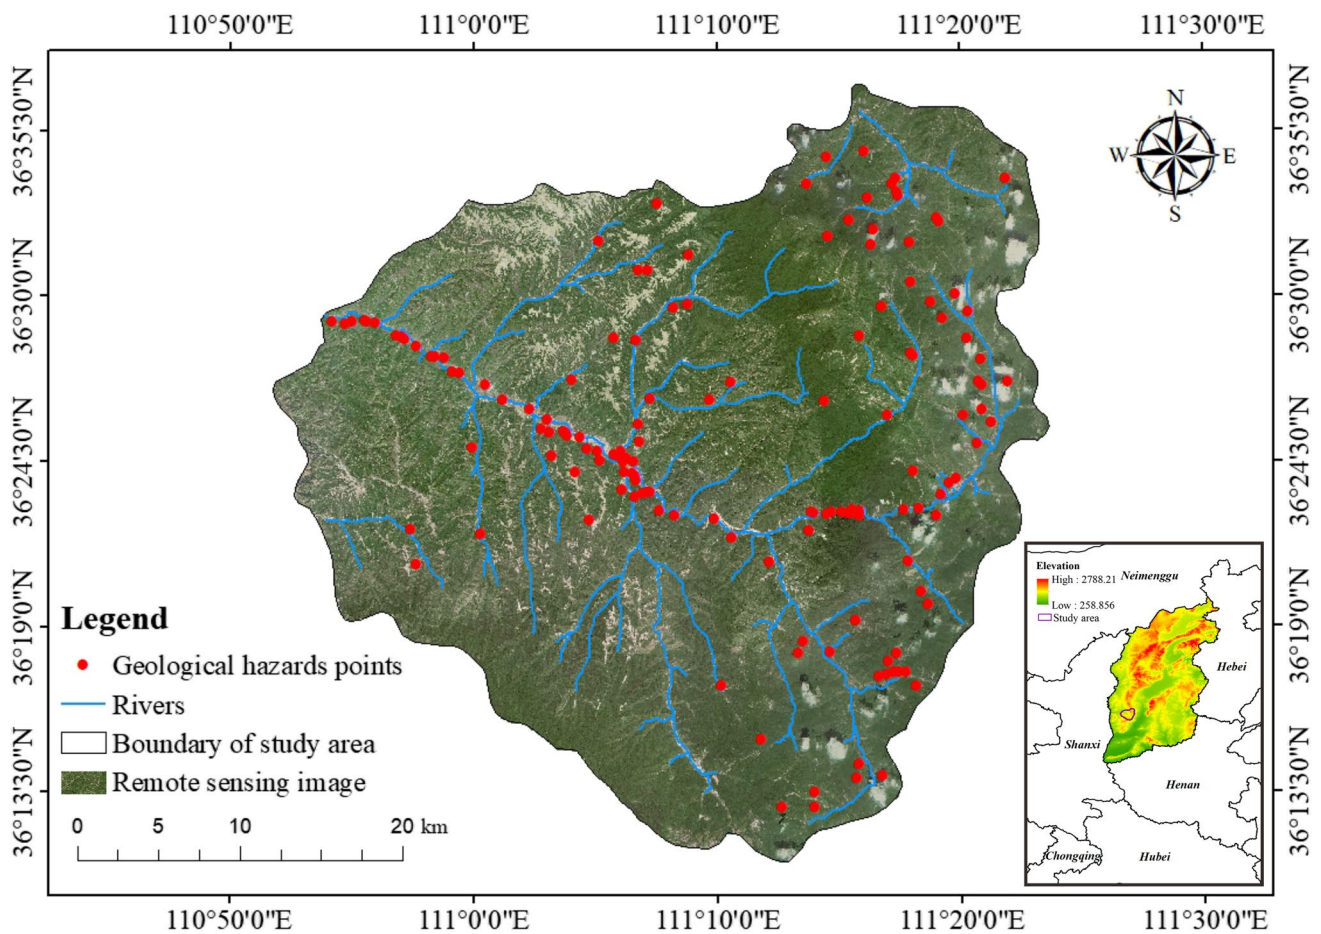 110°50'0"E 111°0'0"E 111°10'0"E 111°20'0"E 111°30'0"E
36°35'30"N
36°30'0"N
36°24'30"N
36°19'0"N
36°13'30"N
N
W E
S
Legend
Geological hazards points
Rivers
Boundary of study area
Remote sensing image
0 5 10 20 km
Elevation
High : 2788.21
Low : 258.856
Study area
Neimenggu
Hebei
Shanxi
Henan
Chongqing
Hubei
36°35'30"N
36°30'0"N
36°24'30"N
36°19'0"N
36°13'30"N
110°50'0"E 111°0'0"E 111°10'0"E 111°20'0"E 111°30'0"E